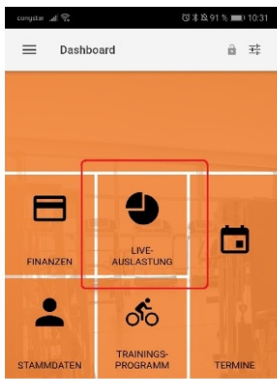 congstar 91 % 10:31
Dashboard
FINANZEN
LIVE-
AUSLASTUNG
STAMMDATEN
TRAININGS-
PROGRAMM
TERMINE